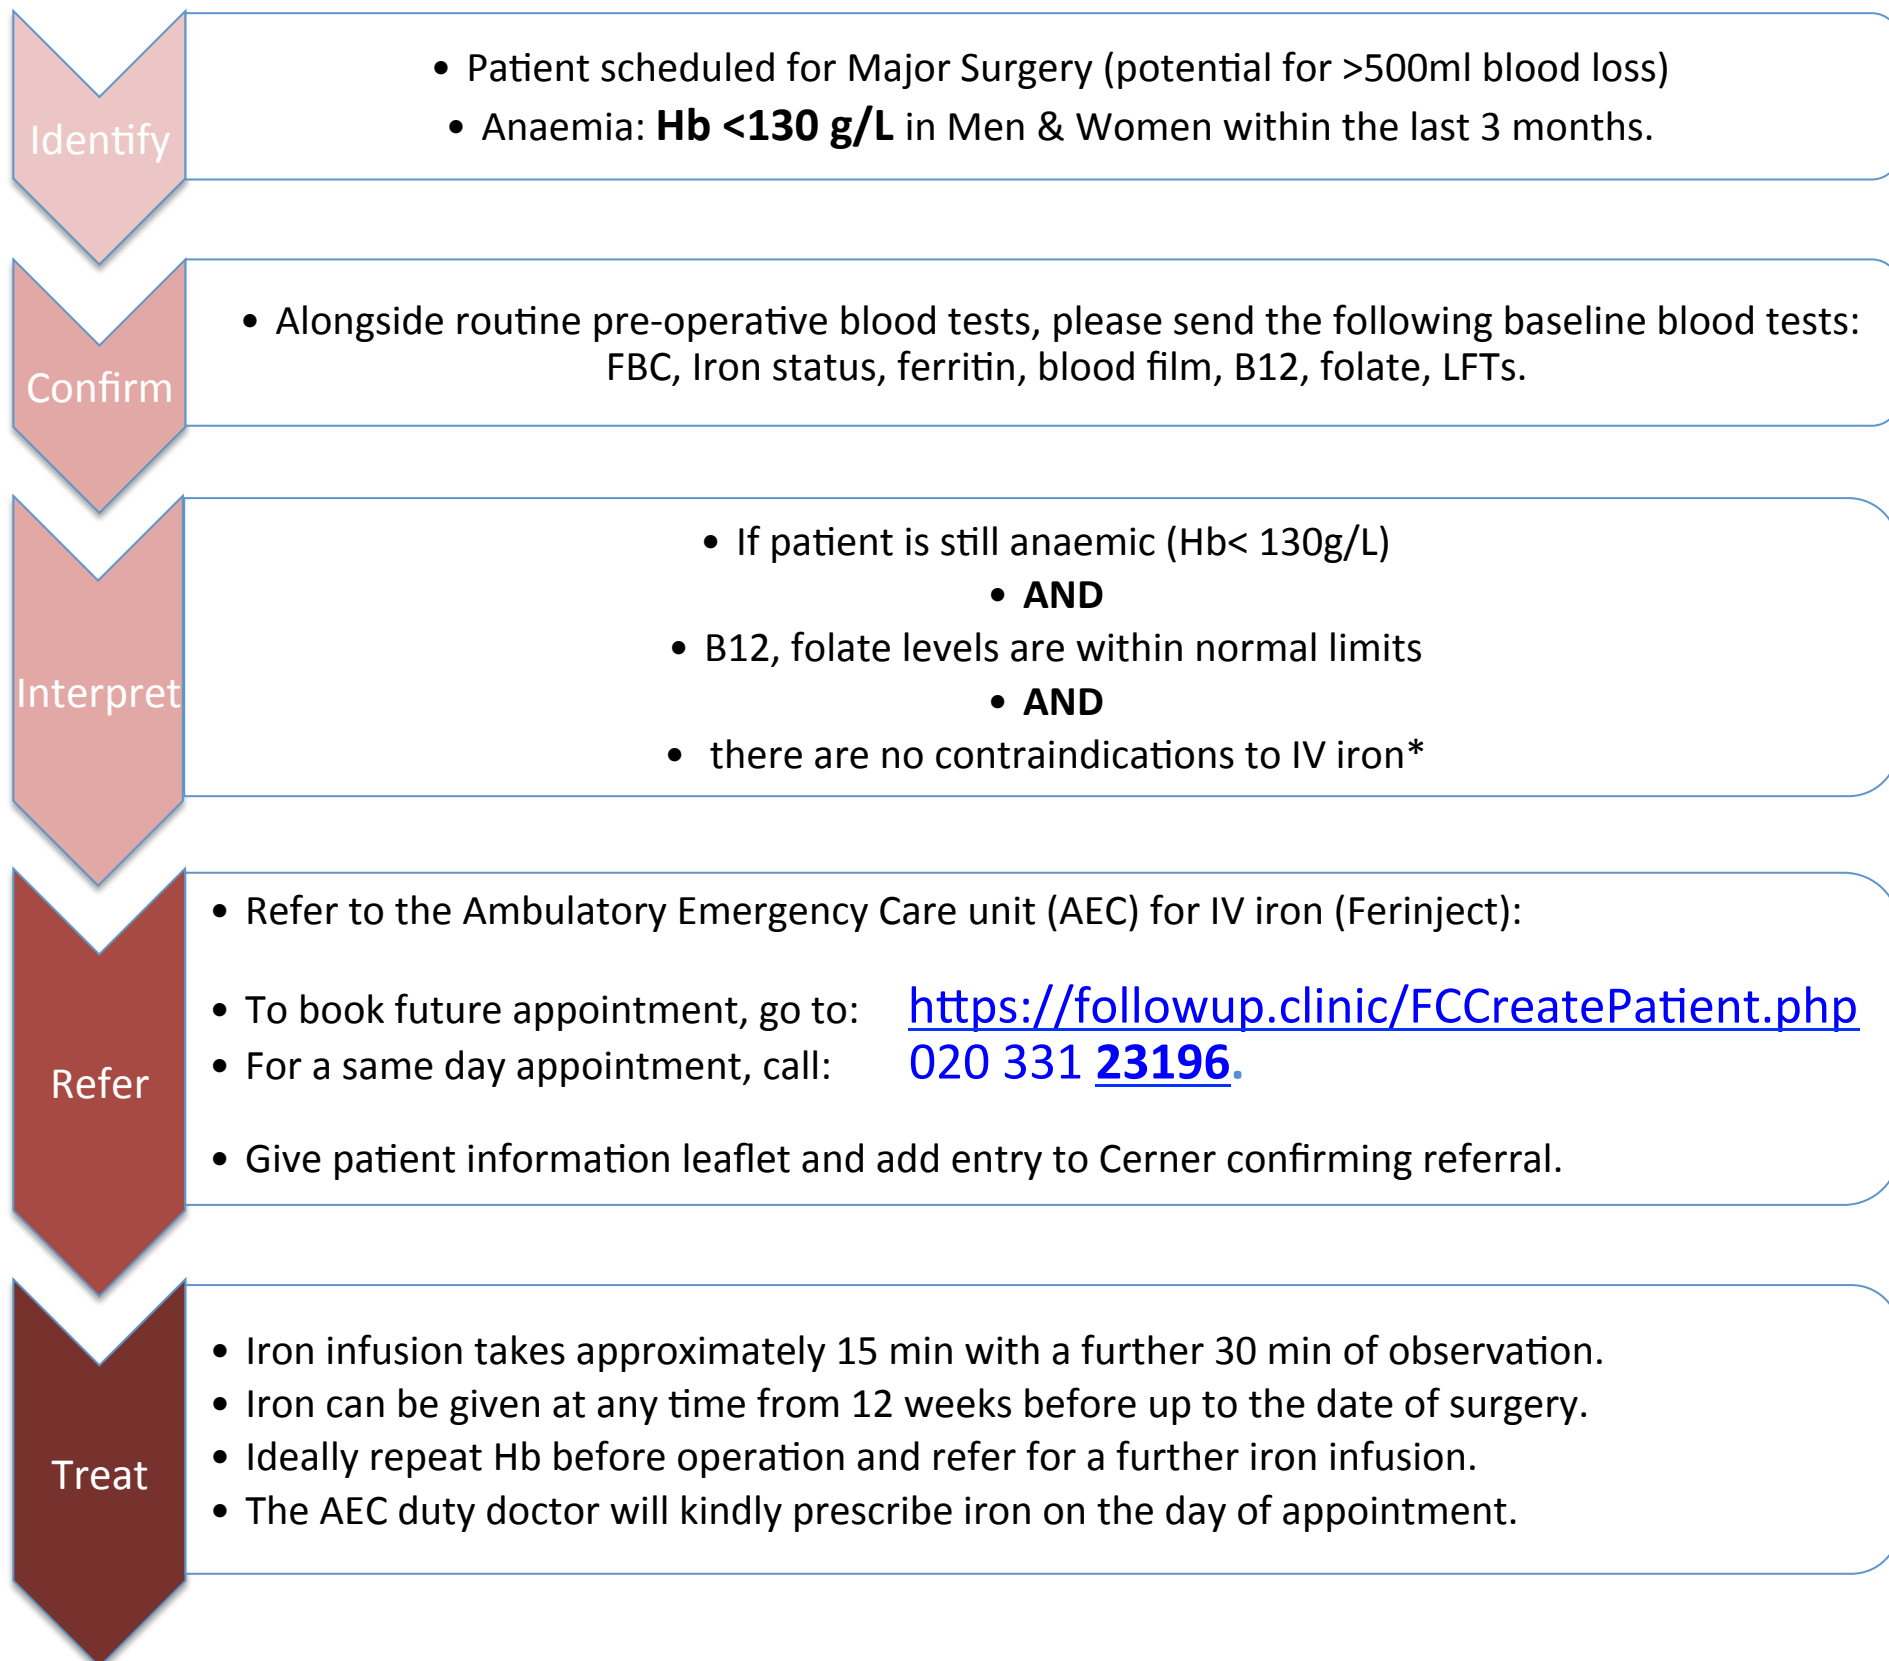 Identify
• Patient scheduled for Major Surgery (potential for >500ml blood loss)
• Anaemia: Hb <130 g/L in Men & Women within the last 3 months.
Confirm
• Alongside routine pre-operative blood tests, please send the following baseline blood tests:
FBC, Iron status, ferritin, blood film, B12, folate, LFTs.
Interpret
• If patient is still anaemic (Hb< 130g/L)
• AND
• B12, folate levels are within normal limits
• AND
• there are no contraindications to IV iron*
Refer
• Refer to the Ambulatory Emergency Care unit (AEC) for IV iron (Ferinject):
• To book future appointment, go to: https://followup.clinic/FCCreatePatient.php
• For a same day appointment, call: 020 331 23196.
• Give patient information leaflet and add entry to Cerner confirming referral.
Treat
• Iron infusion takes approximately 15 min with a further 30 min of observation.
• Iron can be given at any time from 12 weeks before up to the date of surgery.
• Ideally repeat Hb before operation and refer for a further iron infusion.
• The AEC duty doctor will kindly prescribe iron on the day of appointment.